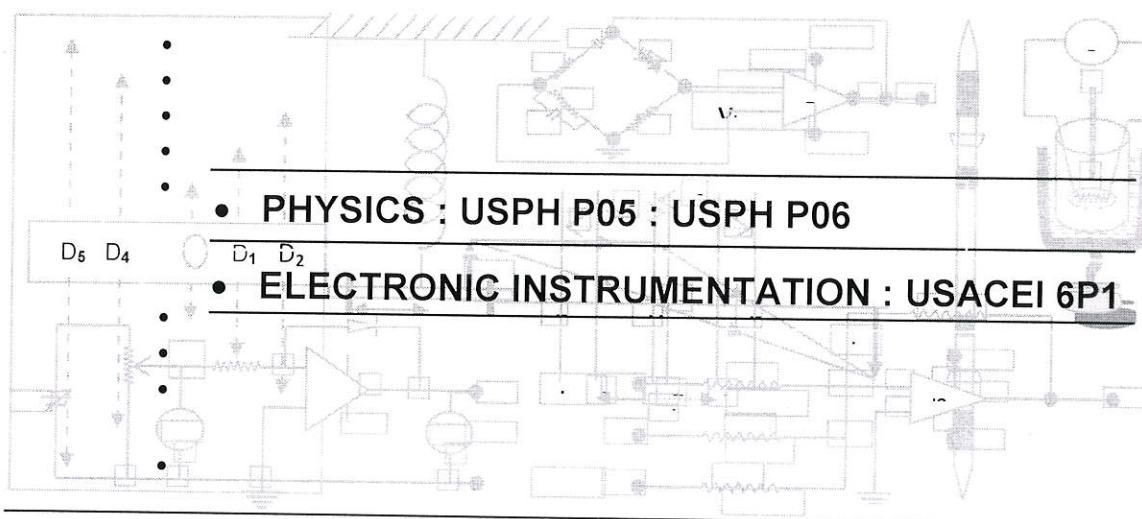 • PHYSICS : USPH P05 : USPH P06
D₅ D₄ D₁ D₂
• ELECTRONIC INSTRUMENTATION : USACEI 6P1